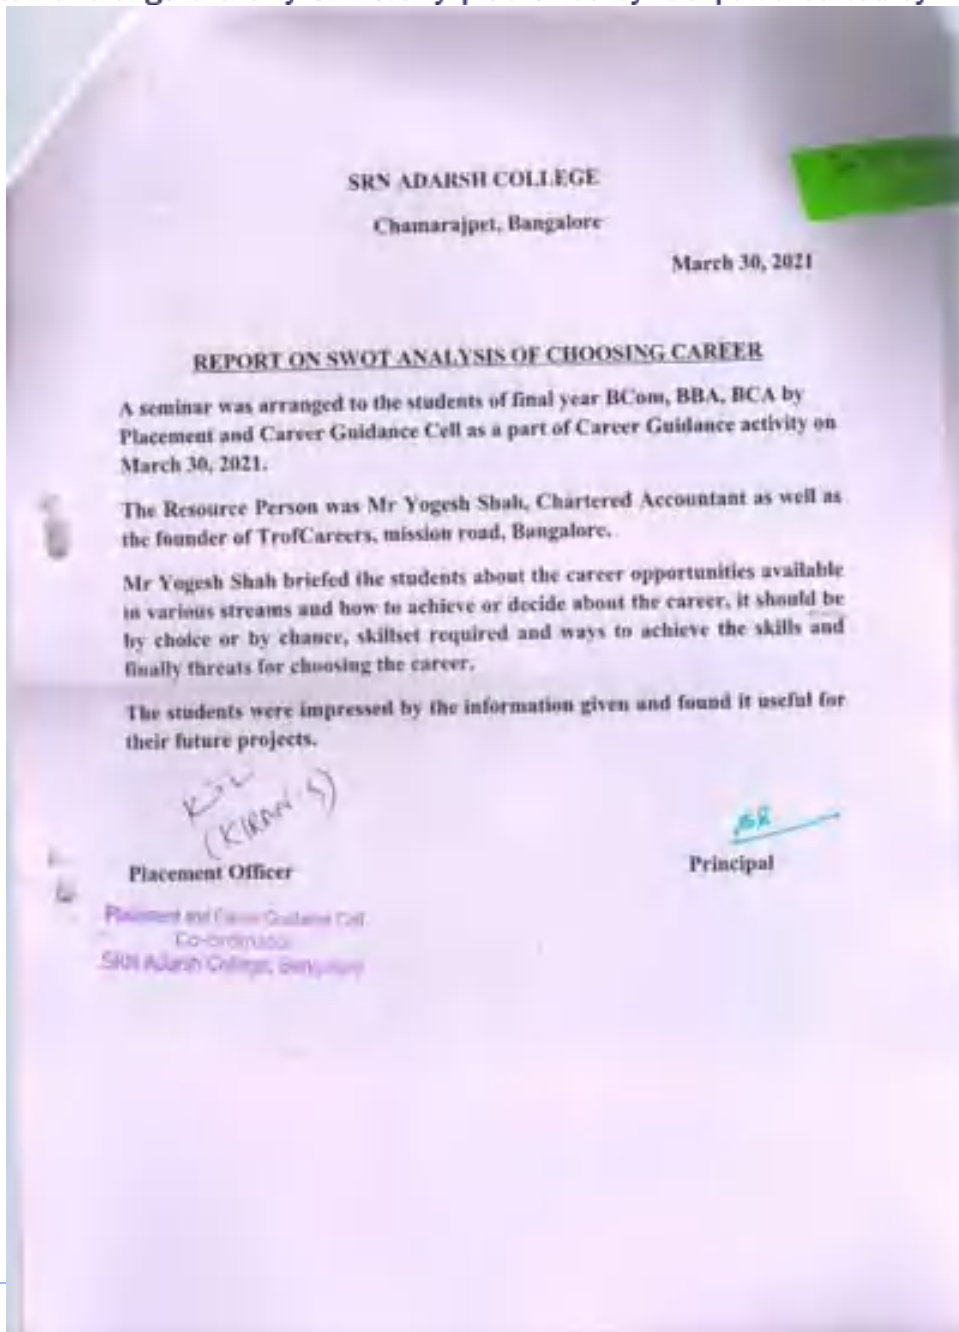 SRN ADARSH COLLEGE
Chamarajpet, Bangalore
March 30, 2021
REPORT ON SWOT ANALYSIS OF CHOOSING CAREER
A seminar was arranged to the students of final year BCom, BBA, BCA by
Placement and Career Guidance Cell as a part of Career Guidance activity on
March 30, 2021.
The Resource Person was Mr Yogesh Shah, Chartered Accountant as well as
the founder of TrofCareers, mission road, Bangalore.
Mr Yogesh Shah briefed the students about the career opportunities available
in various streams and how to achieve or decide about the career, it should be
by choice or by chance, skillset required and ways to achieve the skills and
finally threats for choosing the career.
The students were impressed by the information given and found it useful for
their future projects.
(KIRAN S)
Placement Officer
Principal
Placement and Career Guidance Cell
Co-ordinator
SRN Adarsh College, Bangalore